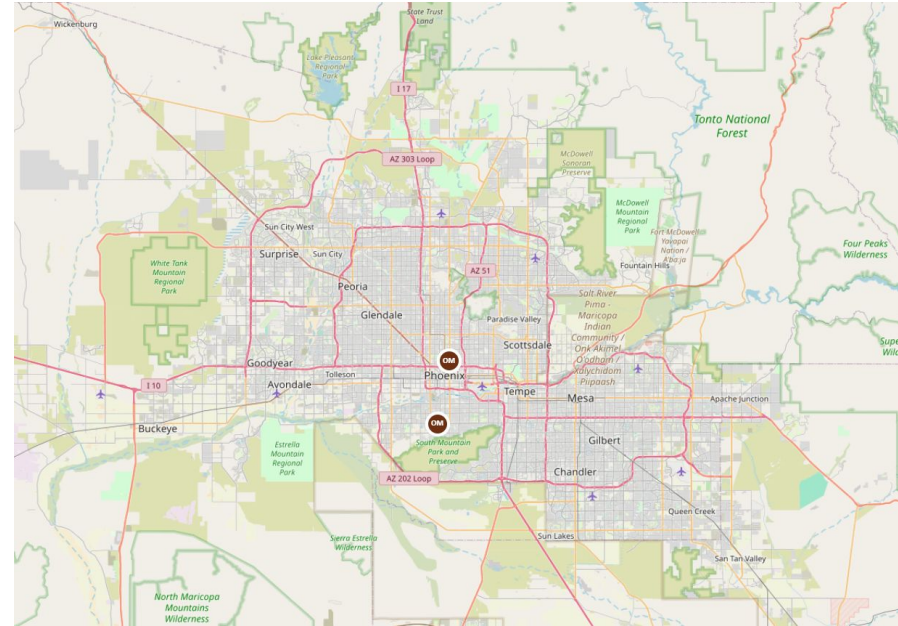 Wickenburg
State Trust
Land
Lake Pleasant
Regional
Park
I 17
Tonto National
Forest
AZ 303 Loop
McDowell
Sonoran
Preserve
McDowell
Mountain
Regional
Park
Sun City West
Fort McDowell
Yavapai
Nation /
A'ba:ja
Four Peaks
Wilderness
Surprise
Sun City
White Tank
Mountain
Regional
Park
AZ 51
Fountain Hills
Peoria
Salt River
Pima -
Maricopa
Indian
Community /
Onk Akimel
O'odham /
Xalychidom
Piipaash
Glendale
Paradise Valley
Scottsdale
OM
Goodyear
Tolleson
Phoenix
I 10
Avondale
Tempe
Mesa
Apache Junction
Buckeye
OM
Estrella
Mountain
Regional
Park
South Mountain
Park and
Preserve
Gilbert
AZ 202 Loop
Chandler
Queen Creek
Sierra Estrella
Wilderness
Sun Lakes
San Tan Valley
North Maricopa
Mountains
Wilderness